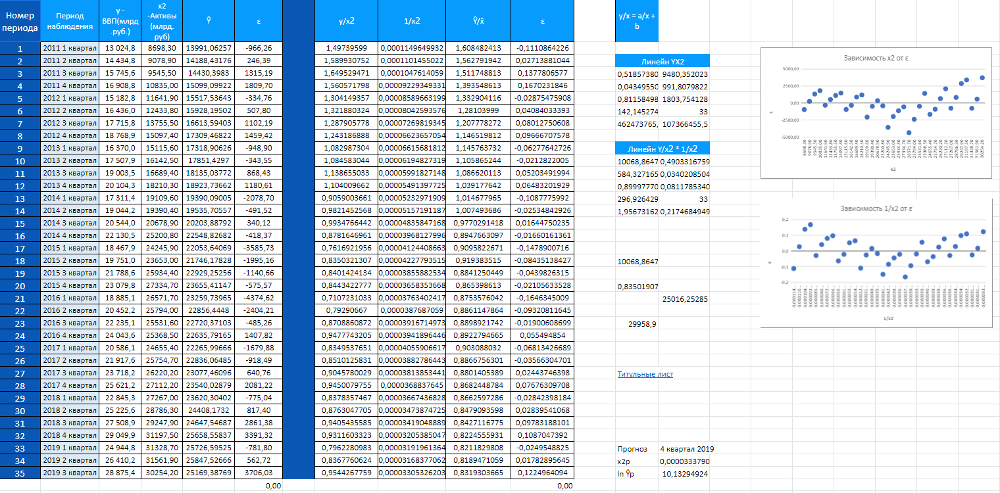 Номер периода Период наблюдения y - ВВП(млрд.руб.) x2 -Активы (млрд. руб) Ŷ ε y/x2 1/x2 Ŷ/x̂ ε y/x = a/x + b
1 2011 1 квартал 13 024,8 8698,30 13991,06257 -966,26 1,49739599 0,0001149649932 1,608482413 -0,1110864226
2 2011 2 квартал 14 434,8 9078,90 14188,43176 246,39 1,589930752 0,0001101455022 1,562791942 0,02713881044 Линейн YX2
3 2011 3 квартал 15 745,6 9545,50 14430,3983 1315,19 1,649529471 0,0001047614059 1,511748813 0,1377806577 0,51857380 9480,352023
4 2011 4 квартал 16 908,8 10835,00 15099,09922 1809,70 1,560571798 0,00009229349331 1,393548613 0,1670231846 0,04349550 991,8079822
5 2012 1 квартал 15 182,8 11641,90 15517,53643 -334,76 1,304149357 0,00008589663199 1,332904116 -0,02875475908 0,81158498 1803,754128
6 2012 2 квартал 16 436,0 12433,80 15928,19502 507,80 1,321880324 0,00008042593576 1,28103999 0,04084033393 142,145274 33
7 2012 3 квартал 17 715,8 13755,50 16613,59403 1102,19 1,287905778 0,00007269819345 1,207778272 0,08012750608 462473765, 107366455,5
8 2012 4 квартал 18 768,9 15097,40 17309,46822 1459,42 1,243186888 0,00006623657054 1,146519812 0,09666707578
9 2013 1 квартал 16 370,0 15115,60 17318,90626 -948,90 1,082987304 0,00006615681812 1,145763732 -0,06277642726 Линейн Y/x2 * 1/x2
10 2013 2 квартал 17 507,9 16142,50 17851,4297 -343,55 1,084583044 0,00006194827319 1,105865244 -0,0212822005 10068,8647 0,4903316759
11 2013 3 квартал 19 003,5 16689,40 18135,03772 868,43 1,138655033 0,00005991827148 1,086620113 0,05203491994 584,327165 0,0340208504
12 2013 4 квартал 20 104,3 18210,30 18923,73662 1180,61 1,104009662 0,00005491397725 1,039177642 0,06483201929 0,89997770 0,0811785340
13 2014 1 квартал 17 311,4 19109,60 19390,09005 -2078,70 0,9059003661 0,00005232971909 1,014677965 -0,1087775992 296,926429 33
14 2014 2 квартал 19 044,2 19390,40 19535,70557 -491,52 0,9821452568 0,00005157191187 1,007493686 -0,02534842926 1,95673162 0,2174684949
15 2014 3 квартал 20 544,0 20678,90 20203,88792 340,12 0,9934766442 0,00004835847168 0,9770291418 0,01644750235
16 2014 4 квартал 22 130,5 25200,80 22548,82682 -418,37 0,8781646961 0,00003968127996 0,8947663097 -0,01660161361
17 2015 1 квартал 18 467,9 24245,90 22053,64069 -3585,73 0,7616921956 0,00004124408663 0,9095822671 -0,1478900716
18 2015 2 квартал 19 751,0 23653,00 21746,17828 -1995,16 0,8350321307 0,00004227793515 0,919383515 -0,08435138427 10068,8647
19 2015 3 квартал 21 788,6 25934,40 22929,25256 -1140,66 0,8401424134 0,00003855882534 0,8841250449 -0,0439826315
20 2015 4 квартал 23 079,8 27334,70 23655,41147 -575,57 0,8443422777 0,00003658353668 0,865398613 -0,02105633528 0,83501907
21 2016 1 квартал 18 885,1 26571,70 23259,73965 -4374,62 0,7107231033 0,00003763402417 0,8753576042 -0,1646345009 25016,25285
22 2016 2 квартал 20 452,2 25794,00 22856,4448 -2404,21 0,79290667 0,0000387687059 0,8861147864 -0,09320811645
23 2016 3 квартал 22 235,1 25531,60 22720,37103 -485,26 0,8708860872 0,00003916714973 0,8898921742 -0,01900608699 29958,9
24 2016 4 квартал 24 043,6 25368,50 22635,79165 1407,82 0,9477743205 0,00003941896446 0,8922794665 0,055494854
25 2017 1 квартал 20 586,1 24655,40 22265,99666 -1679,88 0,8349537651 0,00004055906617 0,903088032 -0,06813426689
26 2017 2 квартал 21 917,6 25754,70 22836,06485 -918,49 0,8510125831 0,00003882786443 0,8866756301 -0,03566304701
27 2017 3 квартал 23 718,2 26220,20 23077,46096 640,76 0,9045780029 0,00003813853441 0,8801405389 0,02443746398 Титульные лист
28 2017 4 квартал 25 621,2 27112,20 23540,02879 2081,22 0,9450079755 0,0000368837645 0,8682448784 0,07676309708
29 2018 1 квартал 22 845,3 27267,00 23620,30402 -775,04 0,8378357467 0,00003667436828 0,8662597286 -0,02842398184
30 2018 2 квартал 25 225,6 28786,30 24408,1732 817,40 0,8763047705 0,00003473874725 0,8479093598 0,02839541068
31 2018 3 квартал 27 508,9 29247,90 24647,54687 2861,38 0,9405435585 0,00003419048889 0,8427116775 0,09783188101
32 2018 4 квартал 29 049,9 31197,50 25658,55837 3391,32 0,9311603323 0,00003205385047 0,8224555931 0,1087047392
33 2019 1 квартал 24 944,8 31328,70 25726,59525 -781,80 0,7962280983 0,00003191961364 0,8211829808 -0,0249548825 Прогноз 4 квартал 2019
34 2019 2 квартал 26 410,2 31561,90 25847,52666 562,72 0,8367760624 0,00003168377062 0,8189471059 0,01782895645 x2p 0,0000333790
35 2019 3 квартал 28 875,4 30254,20 25169,38769 3706,03 0,9544267759 0,00003305326203 0,8319303665 0,1224964094 ln Ŷp 10,13294924
0,00 0,00
Зависимость x2 от ε
5000,00
2500,00
0,00
-2500,00
-5000,00
ε
x2
Зависимость 1/x2 от ε
0,2
0,1
0,0
-0,1
-0,2
ε
1/x2